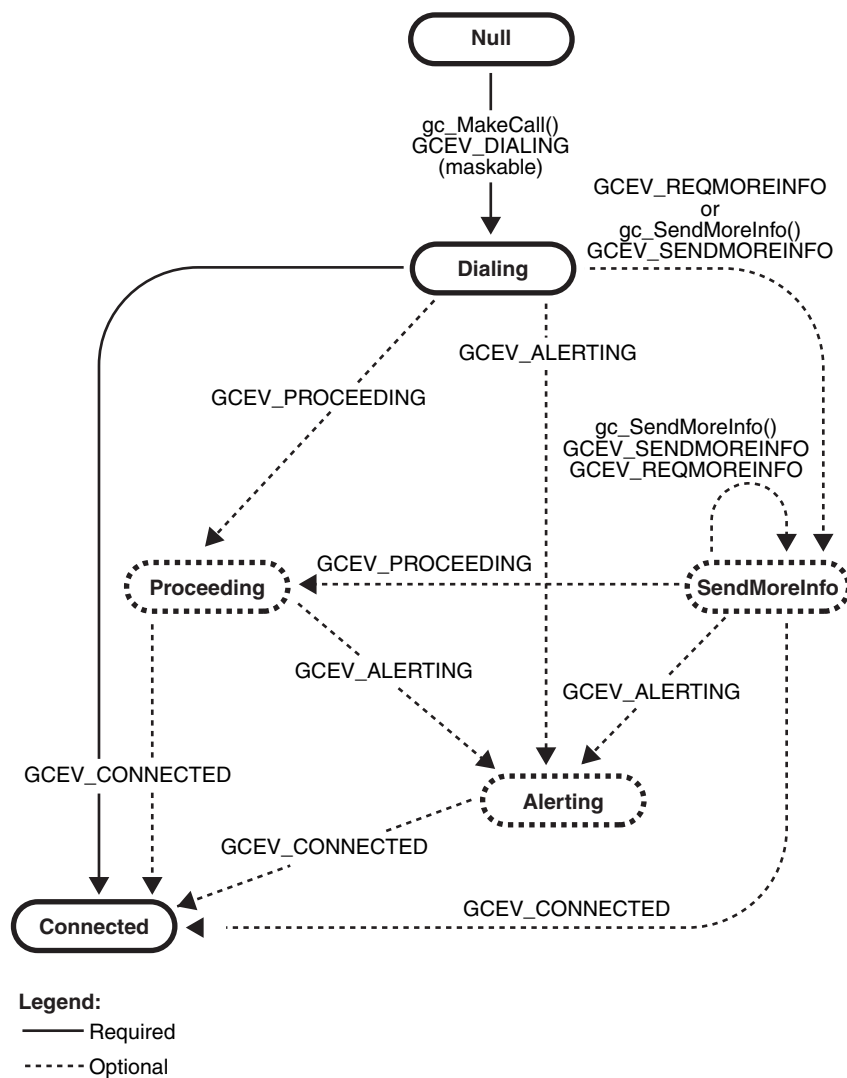 Null
gc_MakeCall()
GCEV_DIALING
(maskable)
GCEV_REQMOREINFO
or
gc_SendMoreInfo()
GCEV_SENDMOREINFO
Dialing
GCEV_ALERTING
GCEV_PROCEEDING
gc_SendMoreInfo()
GCEV_SENDMOREINFO
GCEV_REQMOREINFO
GCEV_PROCEEDING
Proceeding
SendMoreInfo
GCEV_ALERTING
GCEV_ALERTING
GCEV_CONNECTED
Alerting
GCEV_CONNECTED
GCEV_CONNECTED
Connected
Legend:
Required
Optional